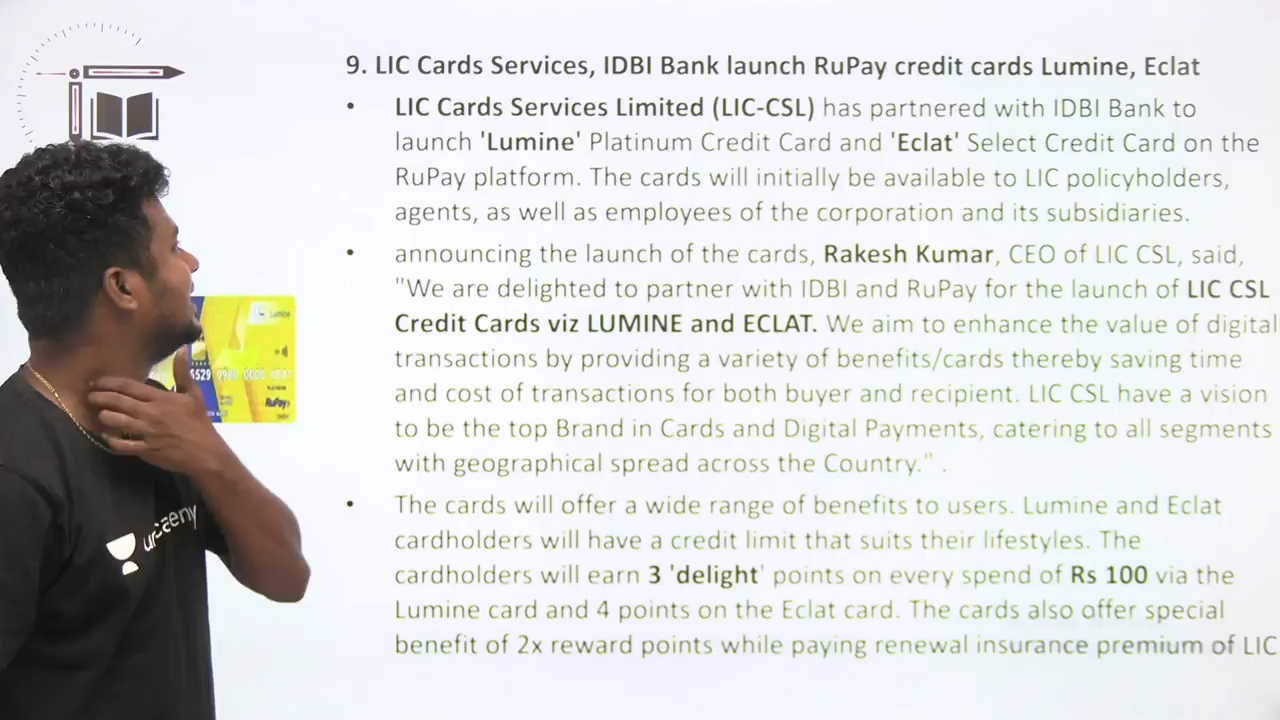 9. LIC Cards Services, IDBI Bank launch RuPay credit cards Lumine, Eclat
• LIC Cards Services Limited (LIC-CSL) has partnered with IDBI Bank to
launch 'Lumine' Platinum Credit Card and 'Eclat' Select Credit Card on the
RuPay platform. The cards will initially be available to LIC policyholders,
agents, as well as employees of the corporation and its subsidiaries.
• announcing the launch of the cards, Rakesh Kumar, CEO of LIC CSL, said,
"We are delighted to partner with IDBI and RuPay for the launch of LIC CSL
Credit Cards viz LUMINE and ECLAT. We aim to enhance the value of digital
transactions by providing a variety of benefits/cards thereby saving time
and cost of transactions for both buyer and recipient. LIC CSL have a vision
to be the top Brand in Cards and Digital Payments, catering to all segments
with geographical spread across the Country." .
• The cards will offer a wide range of benefits to users. Lumine and Eclat
cardholders will have a credit limit that suits their lifestyles. The
cardholders will earn 3 'delight' points on every spend of Rs 100 via the
Lumine card and 4 points on the Eclat card. The cards also offer special
benefit of 2x reward points while paying renewal insurance premium of LIC
Lumine
RuPay